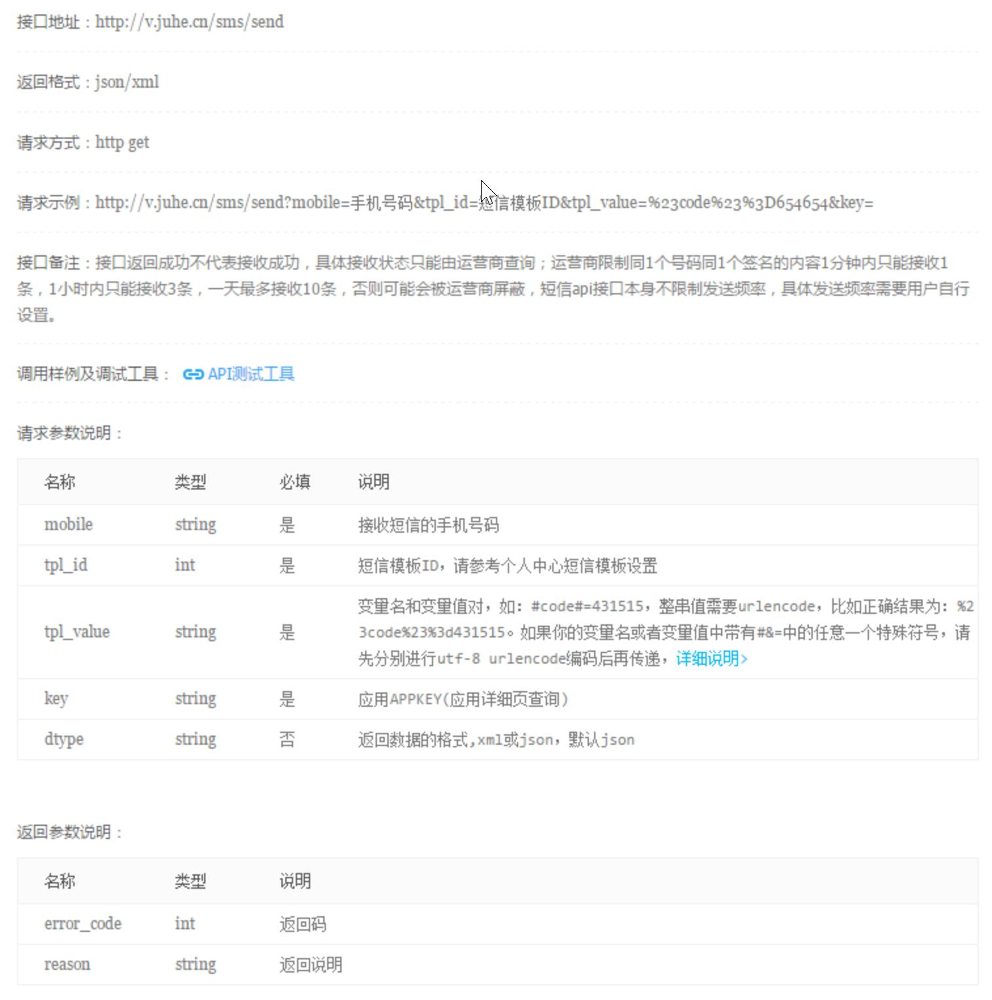 接口地址：http://v.juhe.cn/sms/send
返回格式：json/xml
请求方式：http get
请求示例：http://v.juhe.cn/sms/send?mobile=手机号码&tpl_id=短信模板ID&tpl_value=%23code%23%3D654654&key=
接口备注：接口返回成功不代表接收成功，具体接收状态只能由运营商查询；运营商限制同1个号码同1个签名的内容1分钟内只能接收1
条，1小时内只能接收3条，一天最多接收10条，否则可能会被运营商屏蔽，短信api接口本身不限制发送频率，具体发送频率需要用户自行
设置。
调用样例及调试工具： API测试工具
请求参数说明：
名称 类型 必填 说明
mobile string 是 接收短信的手机号码
tpl_id int 是 短信模板ID，请参考个人中心短信模板设置
变量名和变量值对，如：#code#=431515，整串值需要urlencode，比如正确结果为：%2
tpl_value string 是 3code%23%3d431515。如果你的变量名或者变量值中带有#&=中的任意一个特殊符号，请
先分别进行utf-8 urlencode编码后再传递，详细说明>
key string 是 应用APPKEY(应用详细页查询)
dtype string 否 返回数据的格式,xml或json，默认json
返回参数说明：
名称 类型 说明
error_code int 返回码
reason string 返回说明